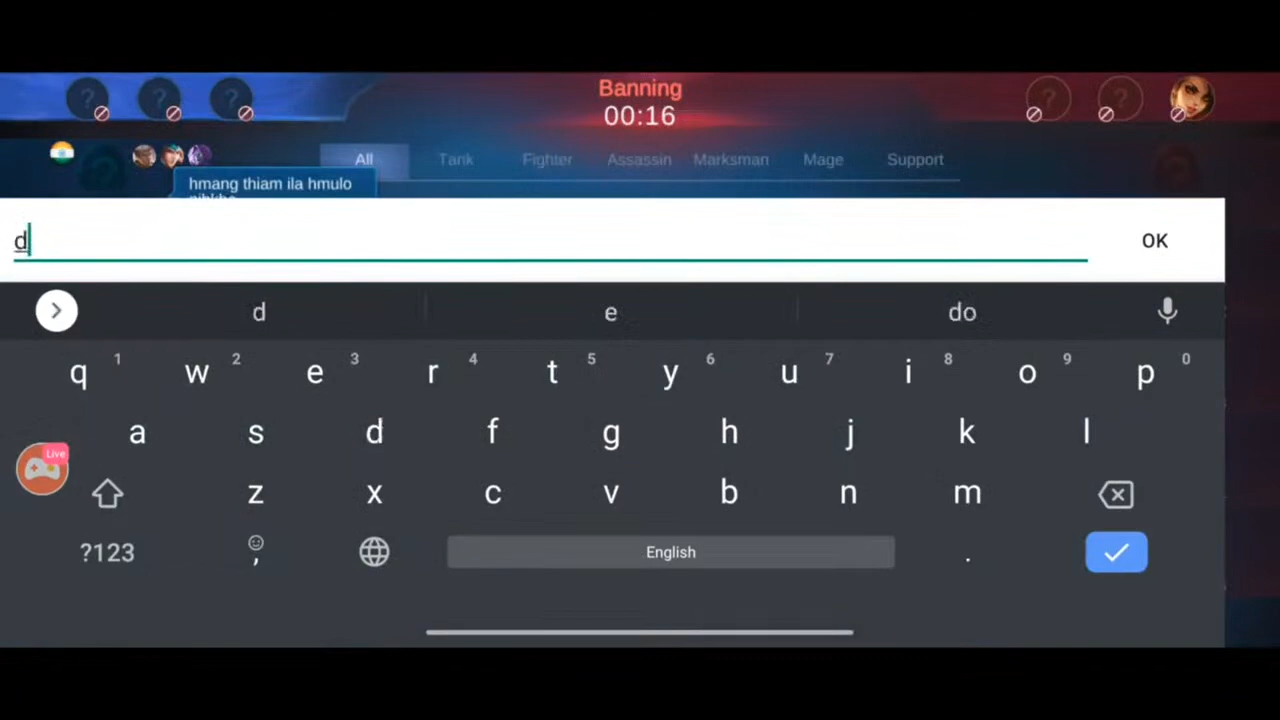 Banning
00:16
All Tank Fighter Assassin Marksman Mage Support
hmang thiam ila hmulo
d
OK
d e do
q 1 w 2 e 3 r 4 t 5 y 6 u 7 i 8 o 9 p 0
a s d f g h j k l
Live
z x c v b n m
?123 , English .